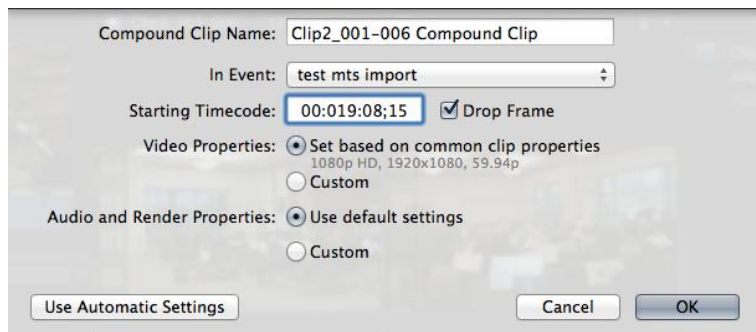 Compound Clip Name: Clip2_001-006 Compound Clip
In Event: test mts import
Starting Timecode: 00:019:08;15 Drop Frame
Video Properties: Set based on common clip properties
1080p HD, 1920x1080, 59.94p
Custom
Audio and Render Properties: Use default settings
Custom
Use Automatic Settings Cancel OK